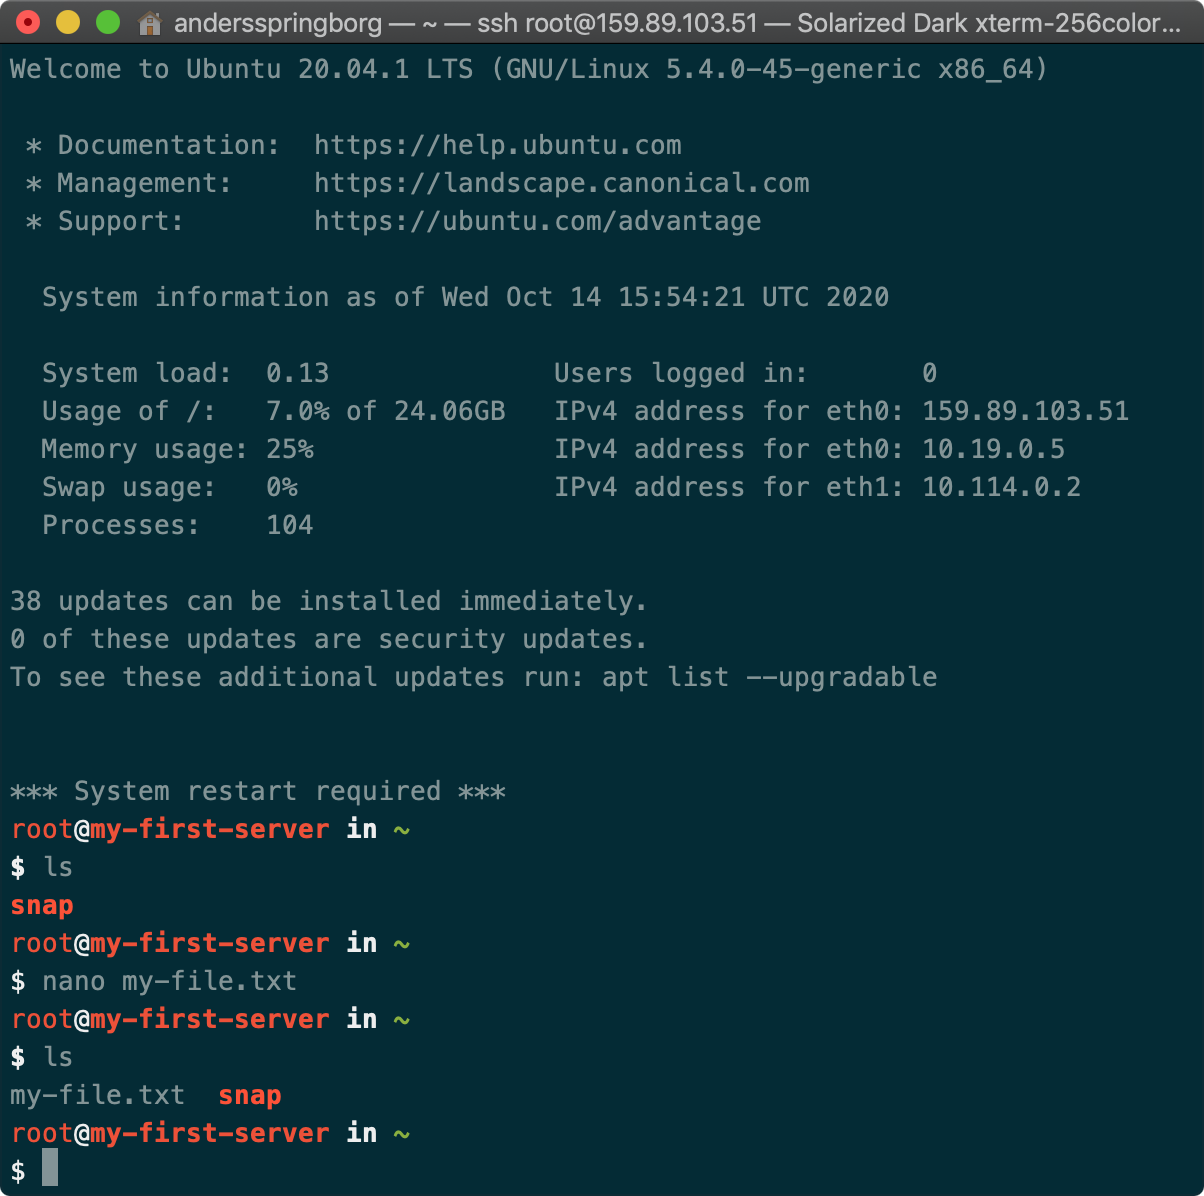 andersspringborg — ~ — ssh root@159.89.103.51 — Solarized Dark xterm-256color...
Welcome to Ubuntu 20.04.1 LTS (GNU/Linux 5.4.0-45-generic x86_64)
* Documentation:  https://help.ubuntu.com
* Management:     https://landscape.canonical.com
* Support:        https://ubuntu.com/advantage
System information as of Wed Oct 14 15:54:21 UTC 2020
System load:  0.13              Users logged in:       0
Usage of /:   7.0% of 24.06GB   IPv4 address for eth0: 159.89.103.51
Memory usage: 25%               IPv4 address for eth0: 10.19.0.5
Swap usage:   0%                IPv4 address for eth1: 10.114.0.2
Processes:    104
38 updates can be installed immediately.
0 of these updates are security updates.
To see these additional updates run: apt list --upgradable
*** System restart required ***
root@my-first-server in ~
$ ls
snap
root@my-first-server in ~
$ nano my-file.txt
root@my-first-server in ~
$ ls
my-file.txt  snap
root@my-first-server in ~
$